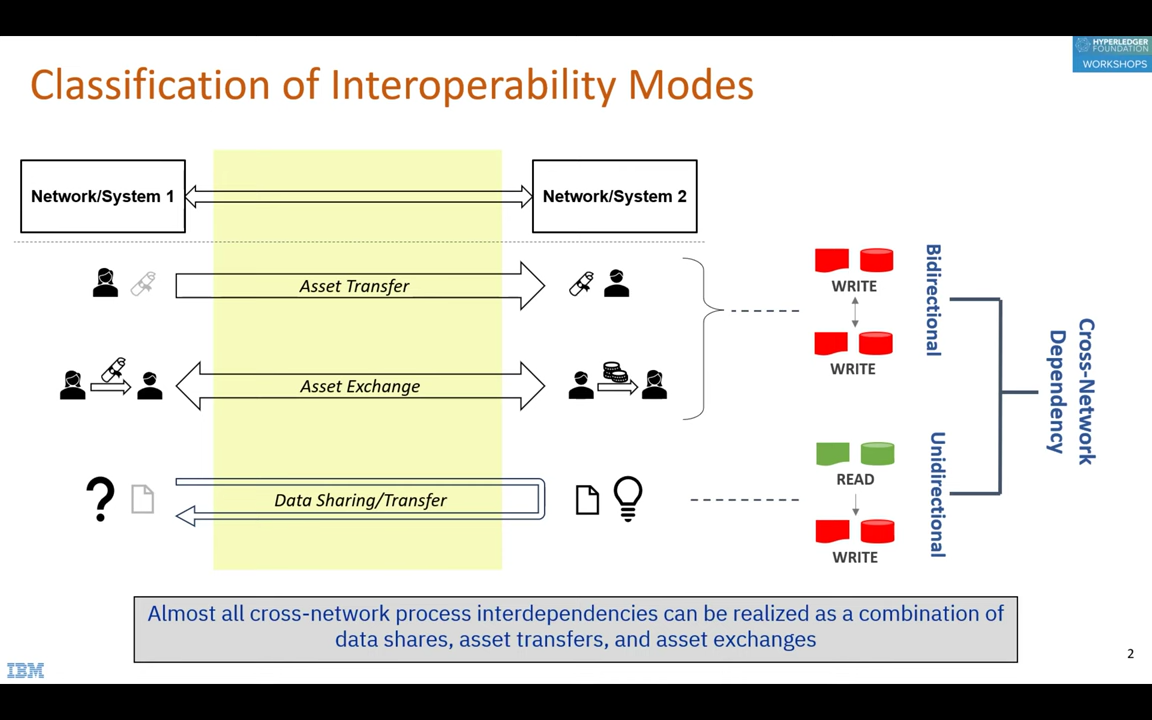 HYPERLEDGER
FOUNDATION
WORKSHOPS
Classification of Interoperability Modes
Network/System 1
Network/System 2
Asset Transfer
Asset Exchange
Data Sharing/Transfer
WRITE
WRITE
READ
WRITE
Bidirectional
Unidirectional
Cross-Network
Dependency
Almost all cross-network process interdependencies can be realized as a combination of
data shares, asset transfers, and asset exchanges
IBM
2